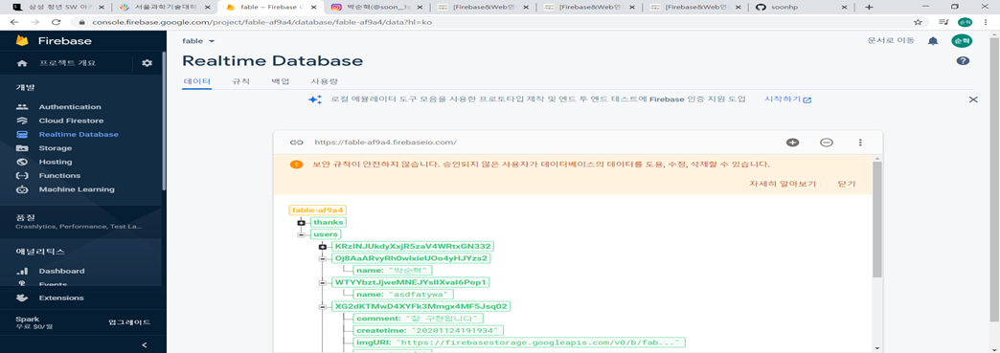 삼성 청년 SW 아카
서울과학기술대학
fable – Firebase C
박순혁(@soon_h
[Firebase&Web인
[Firebase&Web인
[Firebase&Web인
soonhp
console.firebase.google.com/project/fable-af9a4/database/fable-af9a4/data?hl=ko
순혁
Firebase
fable
문서로 이동
순혁
프로젝트 개요
Realtime Database
개발
데이터 규칙 백업 사용량
로컬 에뮬레이터 도구 모음을 사용한 프로토타입 제작 및 엔드 투 엔드 테스트에 Firebase 인증 지원 도입 시작하기
Authentication
Cloud Firestore
Realtime Database
Storage
Hosting
Functions
Machine Learning
https://fable-af9a4.firebaseio.com/
보안 규칙이 안전하지 않습니다. 승인되지 않은 사용자가 데이터베이스의 데이터를 도용, 수정, 삭제할 수 있습니다.
자세히 알아보기 닫기
품질
Crashlytics, Performance, Test La...
애널리틱스
Dashboard
Events
Extensions
Spark
무료 $0/월
업그레이드
fable-af9a4
thanks
users
KRzINJUkdyXxjR5zaV4WRtxGN332
Oj8AaARvyRh0wIxieUOo4yHJYzs2
name: "박순혁"
WTYYbztJjweMNEJYsIIXvaI6Pop1
name: "asdfatywa"
XG2dKTMwD4XYFk3Mmgx4MF5Jsq02
comment: "잘 구현됩니다"
createtime: "20201124191934"
imgURI: "https://firebasestorage.googleapis.com/v0/b/fab..."